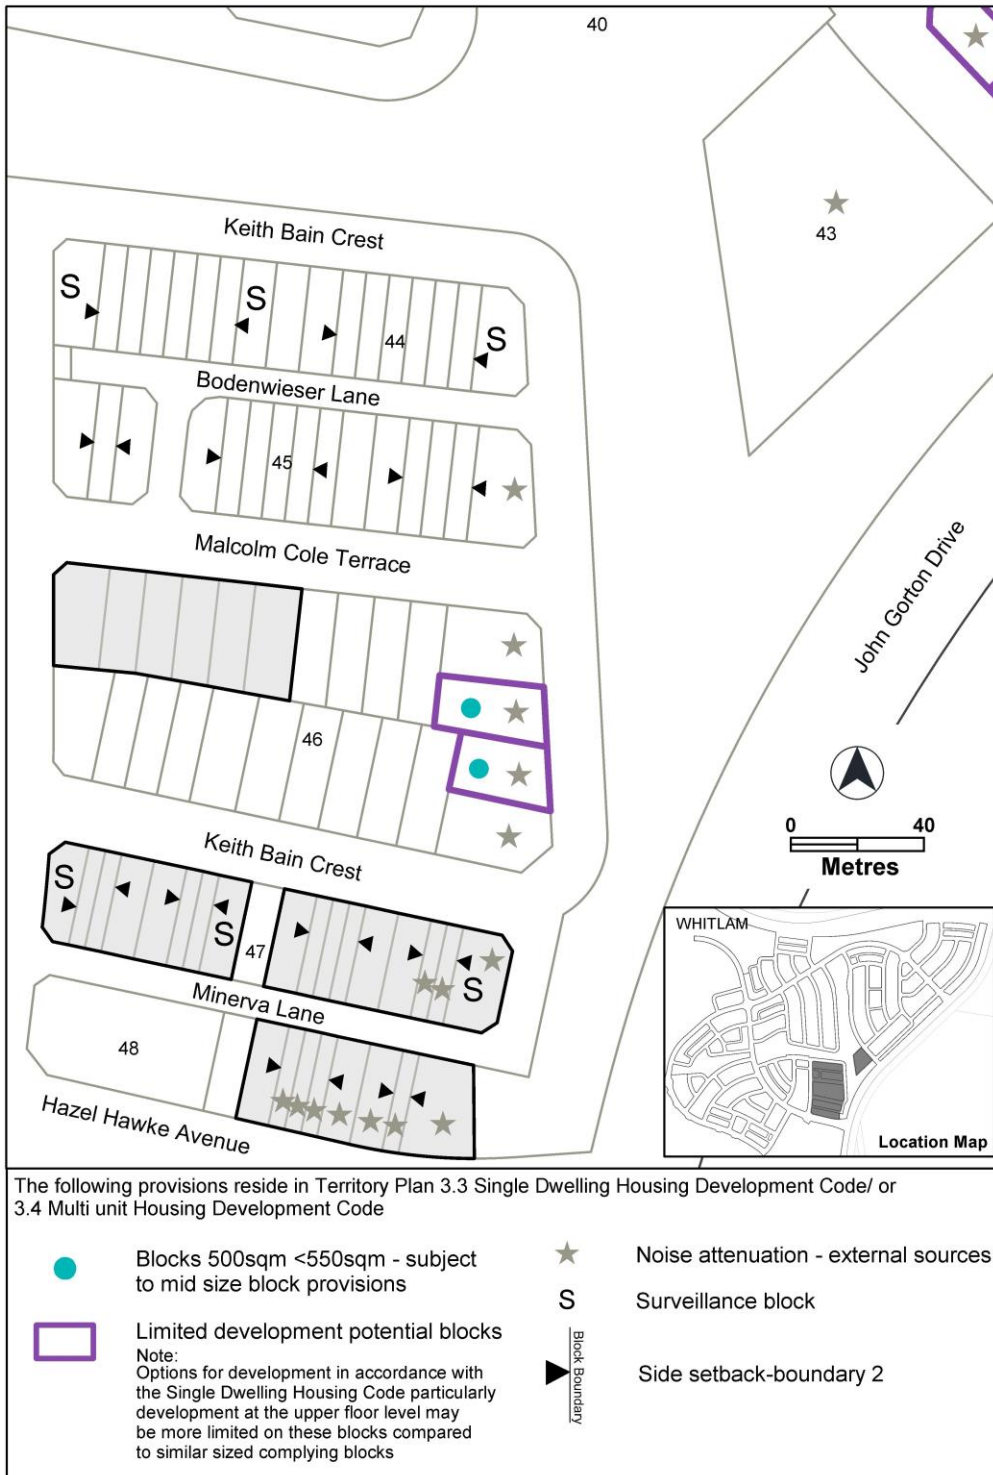 40
43
Keith Bain Crest
S
S
S
44
Bodenwieser Lane
45
Malcolm Cole Terrace
John Gorton Drive
46
0 40
Metres
Keith Bain Crest
S
S
47
S
Minerva Lane
48
Hazel Hawke Avenue
WHITLAM
Location Map
The following provisions reside in Territory Plan 3.3 Single Dwelling Housing Development Code/ or
3.4 Multi unit Housing Development Code
Blocks 500sqm <550sqm - subject
to mid size block provisions
Limited development potential blocks
Note:
Options for development in accordance with
the Single Dwelling Housing Code particularly
development at the upper floor level may
be more limited on these blocks compared
to similar sized complying blocks
Noise attenuation - external sources
S Surveillance block
Block Boundary
Side setback-boundary 2